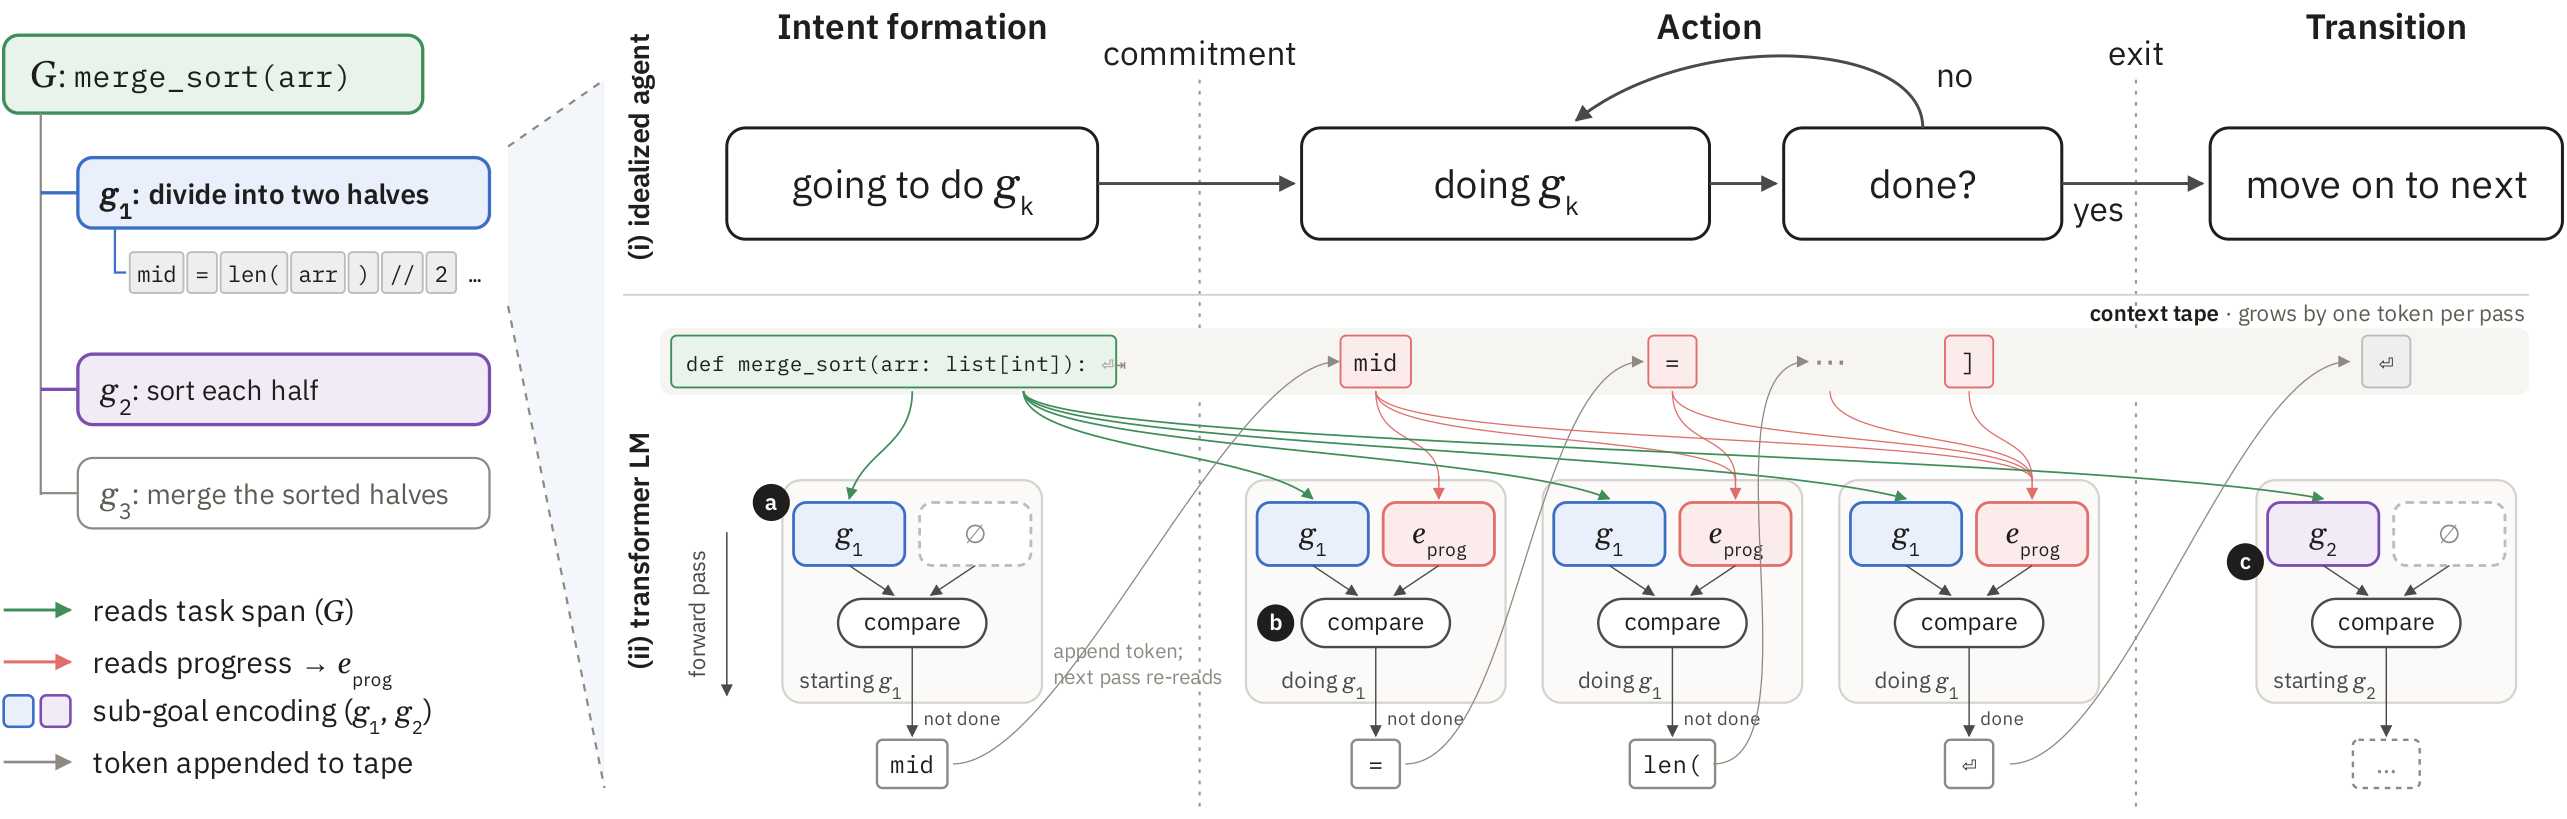 G: merge_sort(arr)
g1: divide into two halves
mid = len( arr ) // 2 …
g2: sort each half
g3: merge the sorted halves
reads task span (G)
reads progress → eprog
sub-goal encoding (g1, g2)
token appended to tape
(i) idealized agent
Intent formation
commitment
Action
exit
Transition
no
going to do gk
doing gk
done?
yes
move on to next
(ii) transformer LM
context tape · grows by one token per pass
def merge_sort(arr: list[int]): ⏎⇥
mid
=
⋯
]
⏎
forward pass
a
g1
∅
compare
starting g1
not done
mid
append token;
next pass re-reads
g1
eprog
b
compare
doing g1
not done
=
g1
eprog
compare
doing g1
not done
len(
g1
eprog
compare
doing g1
done
⏎
c
g2
∅
compare
starting g2
…